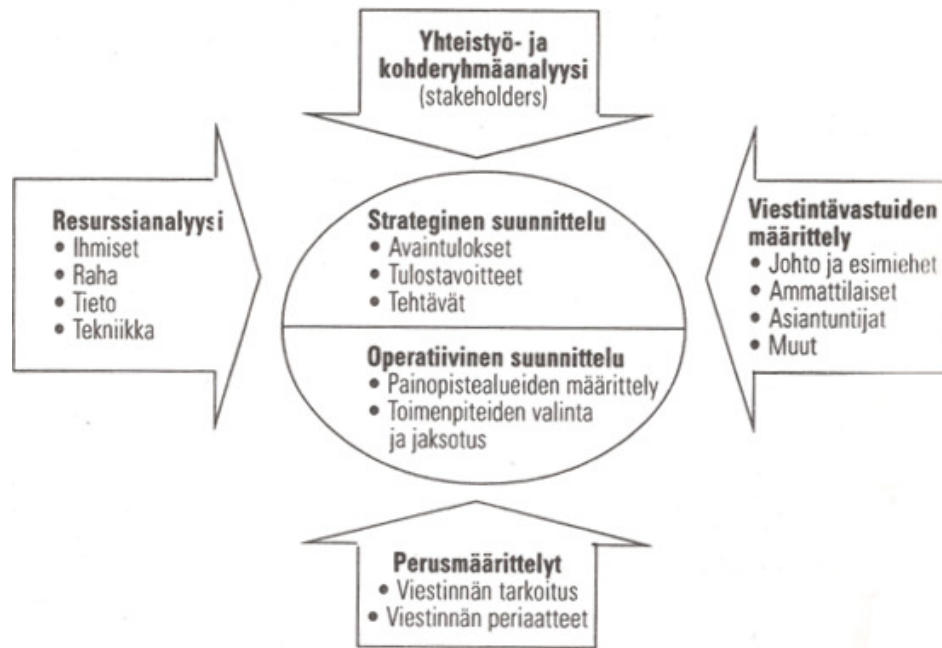 Yhteistyö- ja
kohderyhmäanalyysi
(stakeholders)
Resurssianalyysi
• Ihmiset
• Raha
• Tieto
• Tekniikka
Strateginen suunnittelu
• Avaintulokset
• Tulostavoitteet
• Tehtävät
Operatiivinen suunnittelu
• Painopistealueiden määrittely
• Toimenpiteiden valinta
ja jaksotus
Viestintävastuiden
määrittely
• Johto ja esimiehet
• Ammattilaiset
• Asiantuntijat
• Muut
Perusmäärittelyt
• Viestinnän tarkoitus
• Viestinnän periaatteet